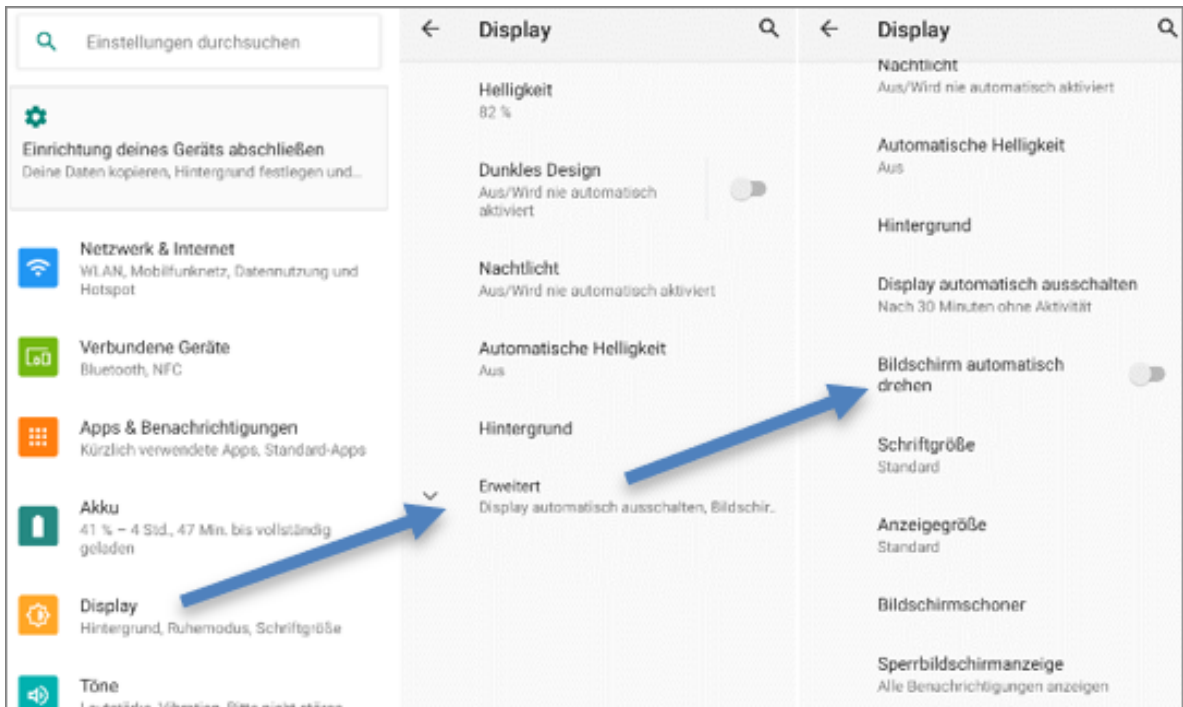 Einstellungen durchsuchen
Einrichtung deines Geräts abschließen
Deine Daten kopieren, Hintergrund festlegen und...
Netzwerk & Internet
WLAN, Mobilfunknetz, Datennutzung und
Hotspot
Verbundene Geräte
Bluetooth, NFC
Apps & Benachrichtigungen
Kürzlich verwendete Apps, Standard-Apps
Akku
41 % – 4 Std., 47 Min. bis vollständig
geladen
Display
Hintergrund, Ruhemodus, Schriftgröße
Töne
Lautstärke, Vibration, Bitte nicht stören
Display
Helligkeit
82 %
Dunkles Design
Aus/Wird nie automatisch
aktiviert
Nachtlicht
Aus/Wird nie automatisch aktiviert
Automatische Helligkeit
Aus
Hintergrund
Erweitert
Display automatisch ausschalten, Bildschir..
Display
Nachtlicht
Aus/Wird nie automatisch aktiviert
Automatische Helligkeit
Aus
Hintergrund
Display automatisch ausschalten
Nach 30 Minuten ohne Aktivität
Bildschirm automatisch
drehen
Schriftgröße
Standard
Anzeigegröße
Standard
Bildschirmschoner
Sperrbildschirmanzeige
Alle Benachrichtigungen anzeigen